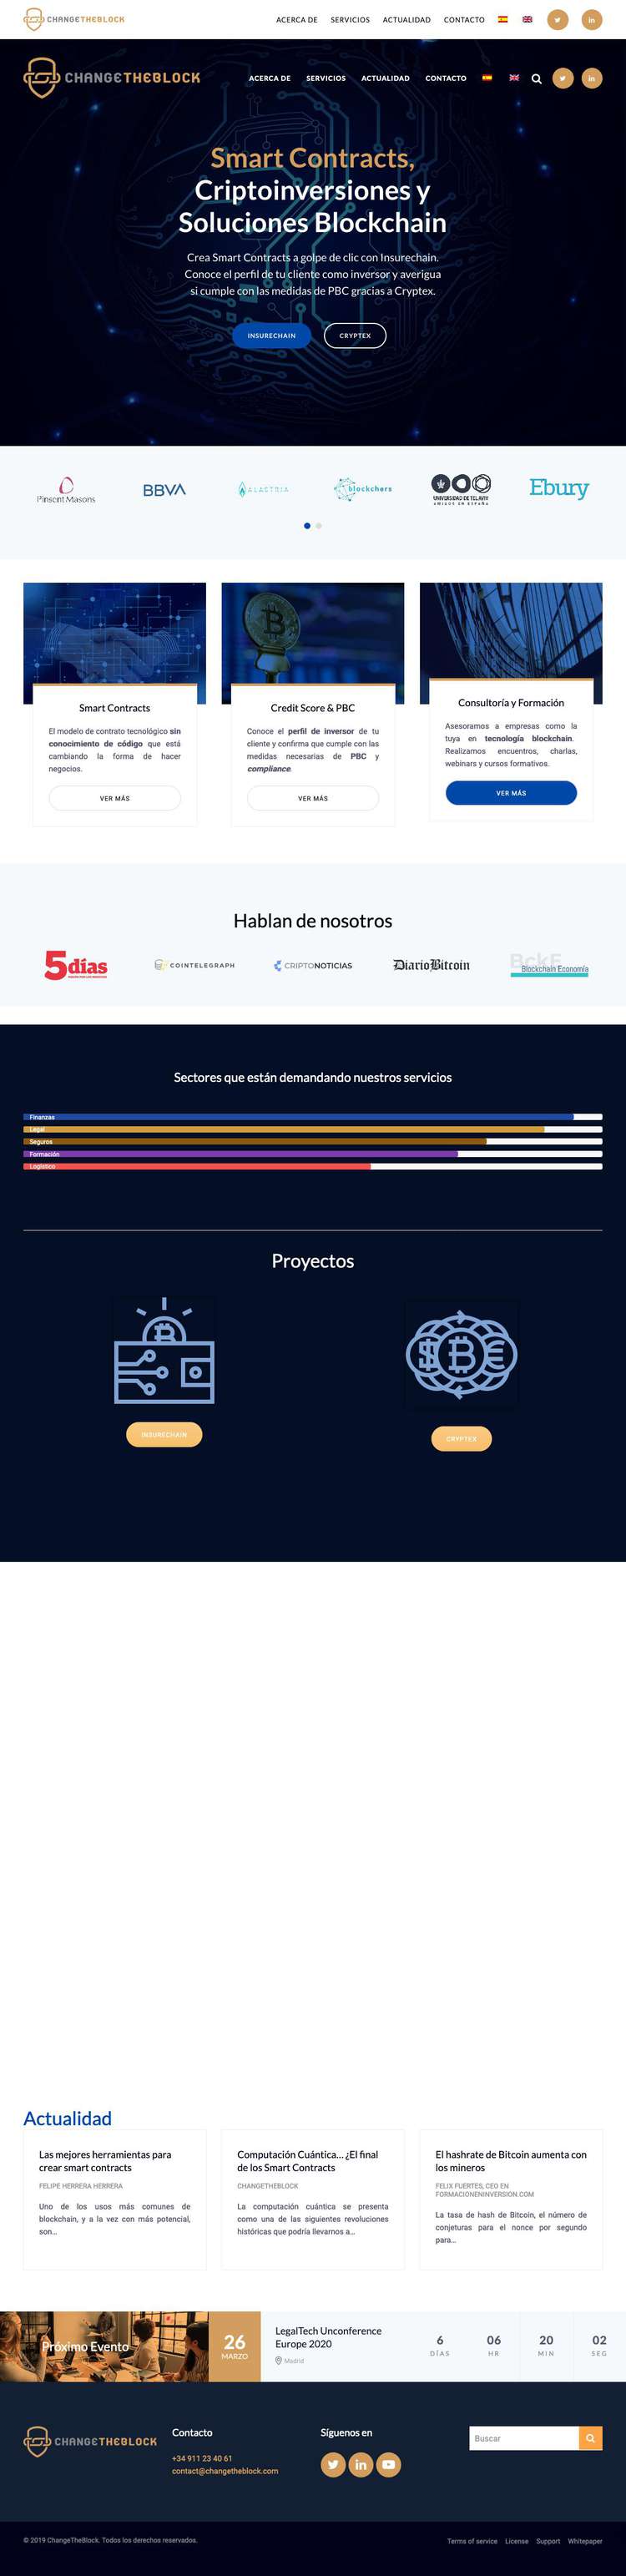 CHANGETHEBLOCK
ACERCA DE SERVICIOS ACTUALIDAD CONTACTO
CHANGETHEBLOCK
ACERCA DE SERVICIOS ACTUALIDAD CONTACTO
Smart Contracts,
Criptoinversiones y
Soluciones Blockchain
Crea Smart Contracts a golpe de clic con Insurechain.
Conoce el perfil de tu cliente como inversor y averigua
si cumple con las medidas de PBC gracias a Cryptex.
INSURECHAIN CRYPTEX
Pinsent Masons BBVA ALASTRIA blockchers UNIVERSIDAD DE TEL AVIV Ebury
AMIGOS EN ESPAÑA
Smart Contracts
El modelo de contrato tecnológico sin
conocimiento de código que está
cambiando la forma de hacer
negocios.
VER MÁS
Credit Score & PBC
Conoce el perfil de inversor de tu
cliente y confirma que cumple con las
medidas necesarias de PBC y
compliance.
VER MÁS
Consultoría y Formación
Asesoramos a empresas como la
tuya en tecnología blockchain.
Realizamos encuentros, charlas,
webinars y cursos formativos.
VER MÁS
Hablan de nosotros
5días COINTELEGRAPH CRIPTONOTICIAS DiarioBitcoin BckE
Blockchain Economía
Sectores que están demandando nuestros servicios
Finanzas
Legal
Seguros
Formación
Logístico
Proyectos
INSURECHAIN
CRYPTEX
Actualidad
Las mejores herramientas para
crear smart contracts
FELIPE HERRERA HERRERA
Uno de los usos más comunes de
blockchain, y a la vez con más potencial,
son...
Computación Cuántica... ¿El final
de los Smart Contracts
CHANGETHEBLOCK
La computación cuántica se presenta
como una de las siguientes revoluciones
históricas que podría llevarnos a...
El hashrate de Bitcoin aumenta con
los mineros
FELIX FUERTES, CEO EN
FORMACIONENINVERSION.COM
La tasa de hash de Bitcoin, el número de
conjeturas para el nonce por segundo
para...
Próximo Evento
26
MARZO
LegalTech Unconference
Europe 2020
Madrid
6 06 20 02
DÍAS HR MIN SEG
CHANGETHEBLOCK
Contacto
+34 911 23 40 61
contact@changetheblock.com
Síguenos en
Buscar
© 2019 ChangeTheBlock. Todos los derechos reservados.
Terms of service License Support Whitepaper